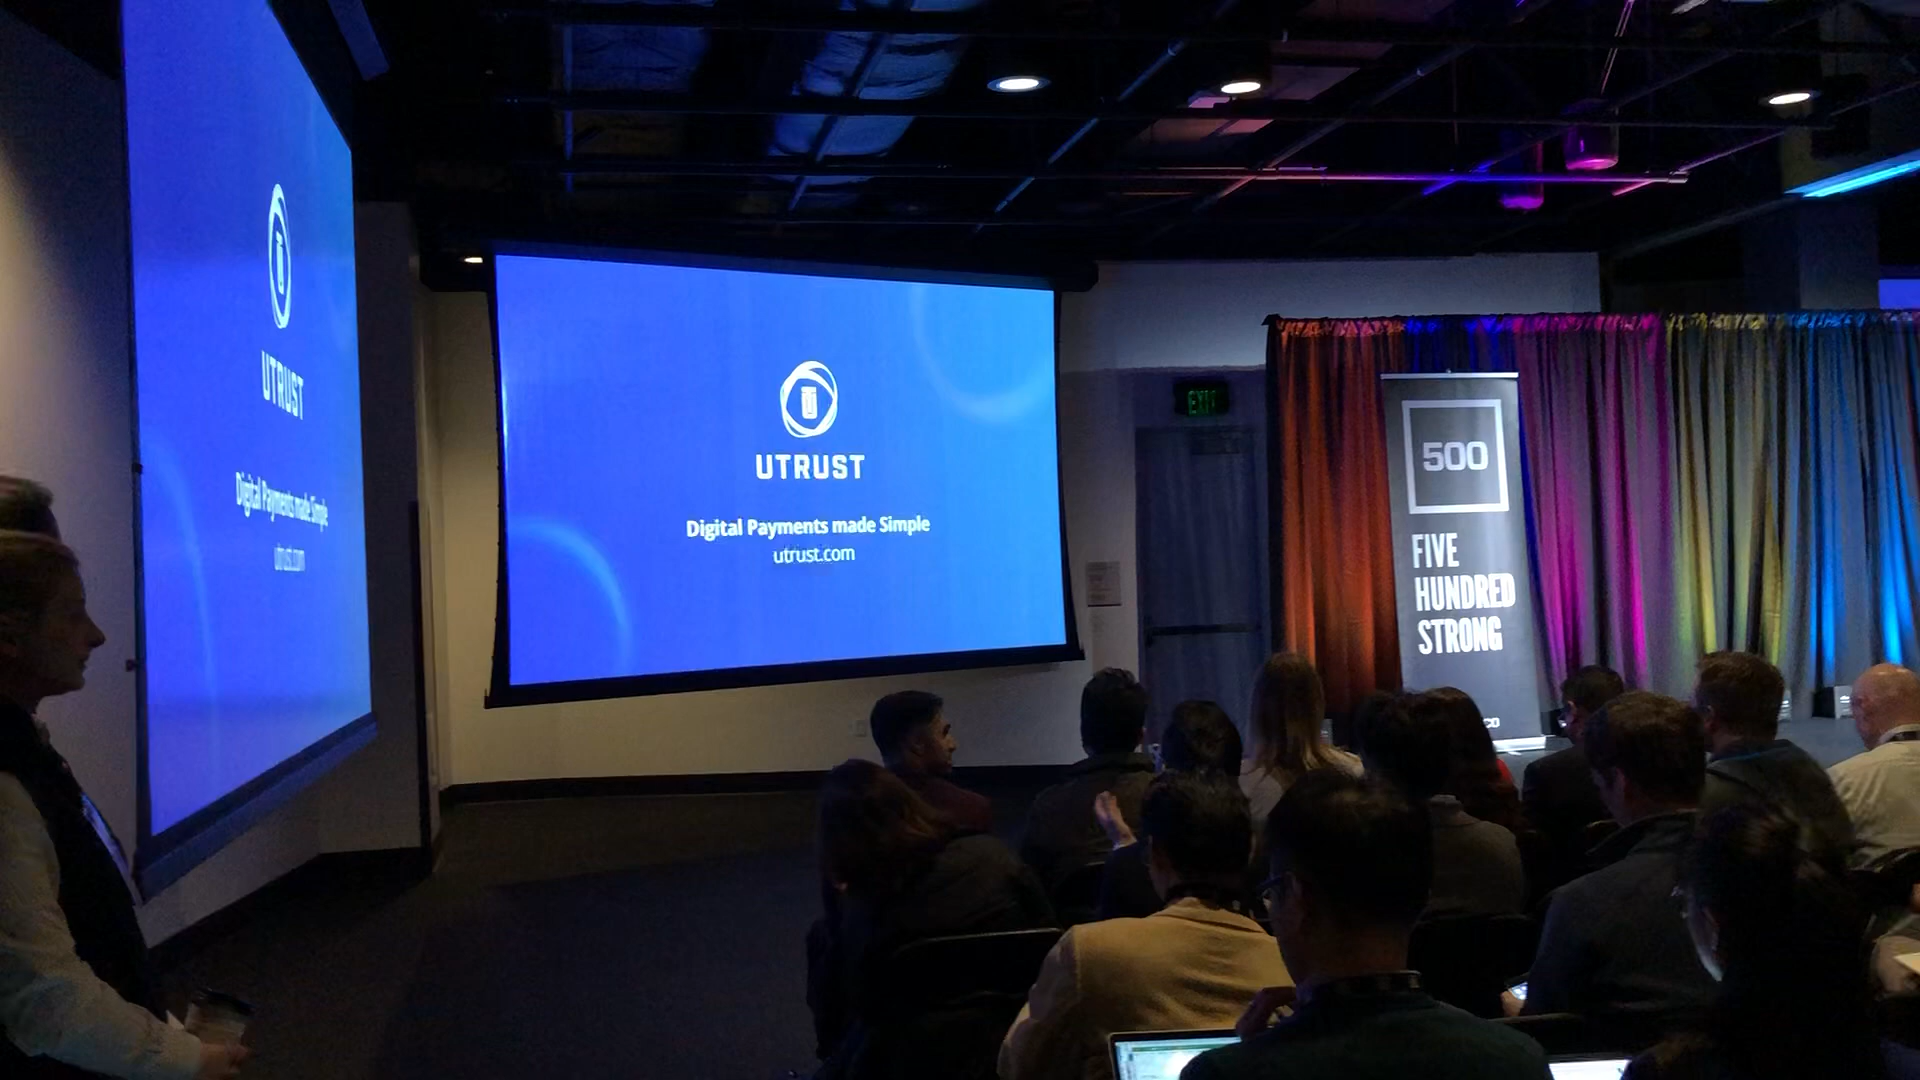 UTRUST
Digital Payments made Simple
utrust.com
UTRUST
Digital Payments made Simple
utrust.com
EXIT
500
FIVE
HUNDRED
STRONG
CO